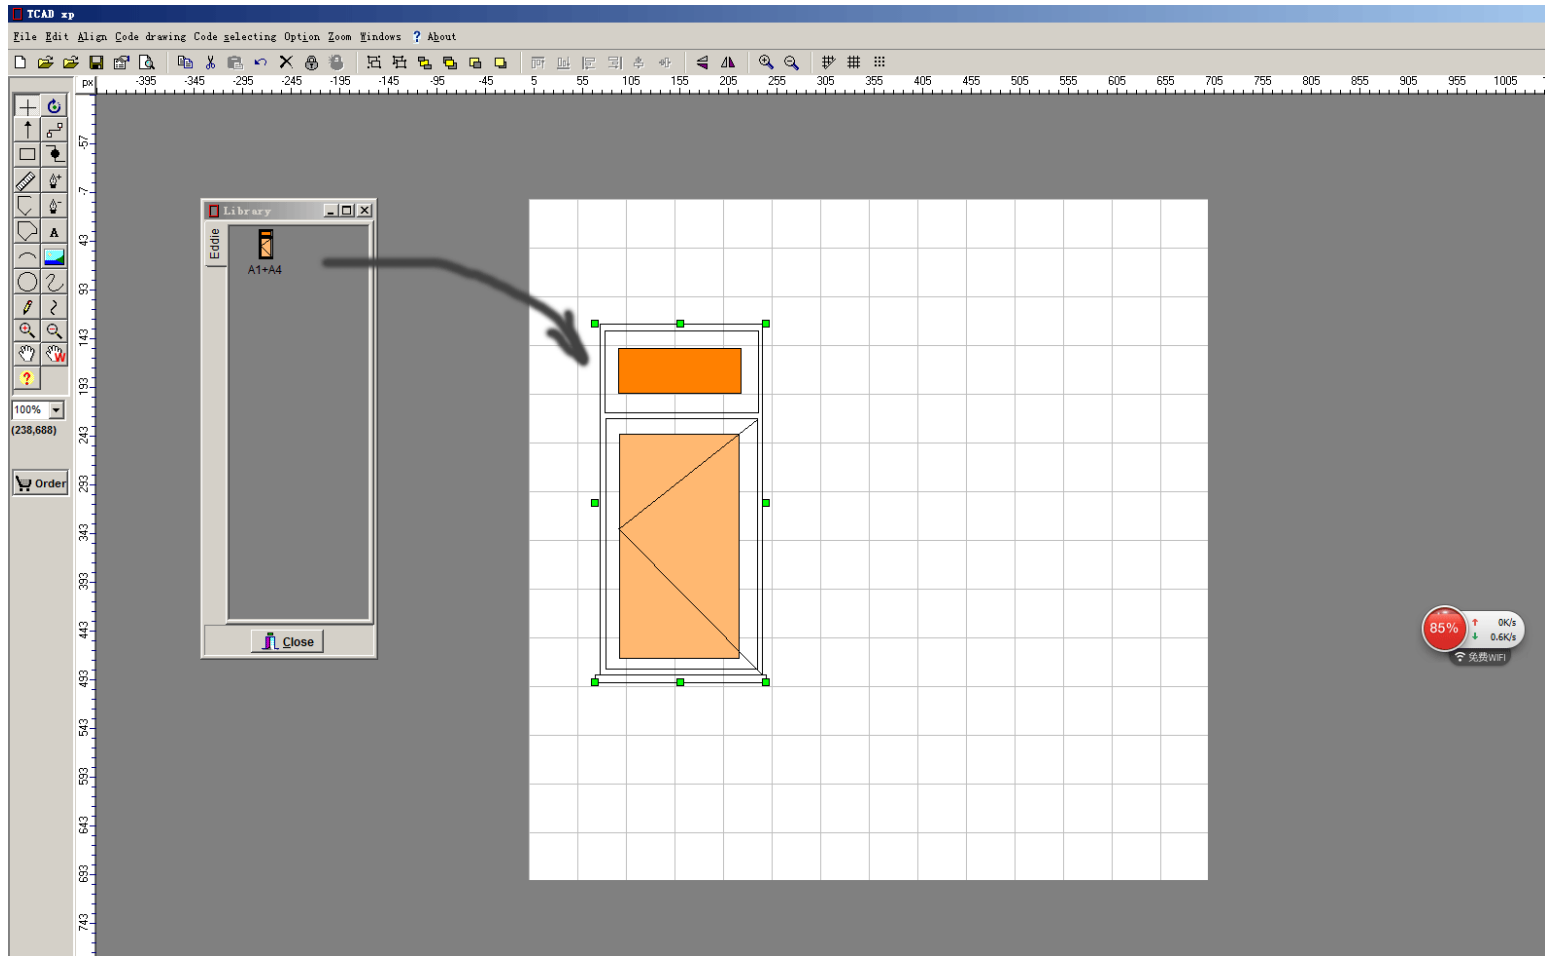 TCAD xp
File Edit Align Code drawing Code selecting Option Zoom Windows ? About
px -395 -345 -295 -245 -195 -145 -95 -45 5 55 105 155 205 255 305 355 405 455 505 555 605 655 705 755 805 855 905 955 1005
-57
-7
43
93
143
193
243
293
343
393
443
493
543
593
643
693
743
A
W
?
100%
(238,688)
Order
Library
Eddie
A1+A4
Close
85%
0K/s
0.6K/s
免费WiFi